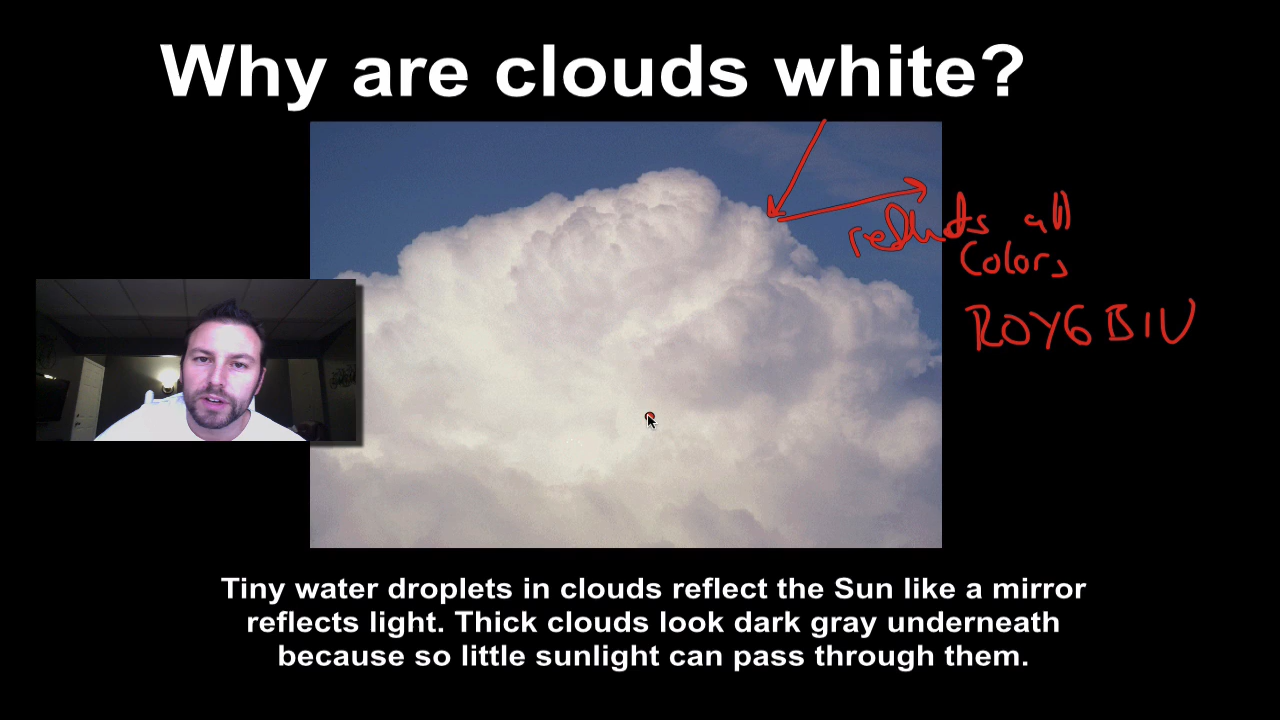 Why are clouds white?
reflects all
Colors
ROYGBIV
Tiny water droplets in clouds reflect the Sun like a mirror
reflects light. Thick clouds look dark gray underneath
because so little sunlight can pass through them.